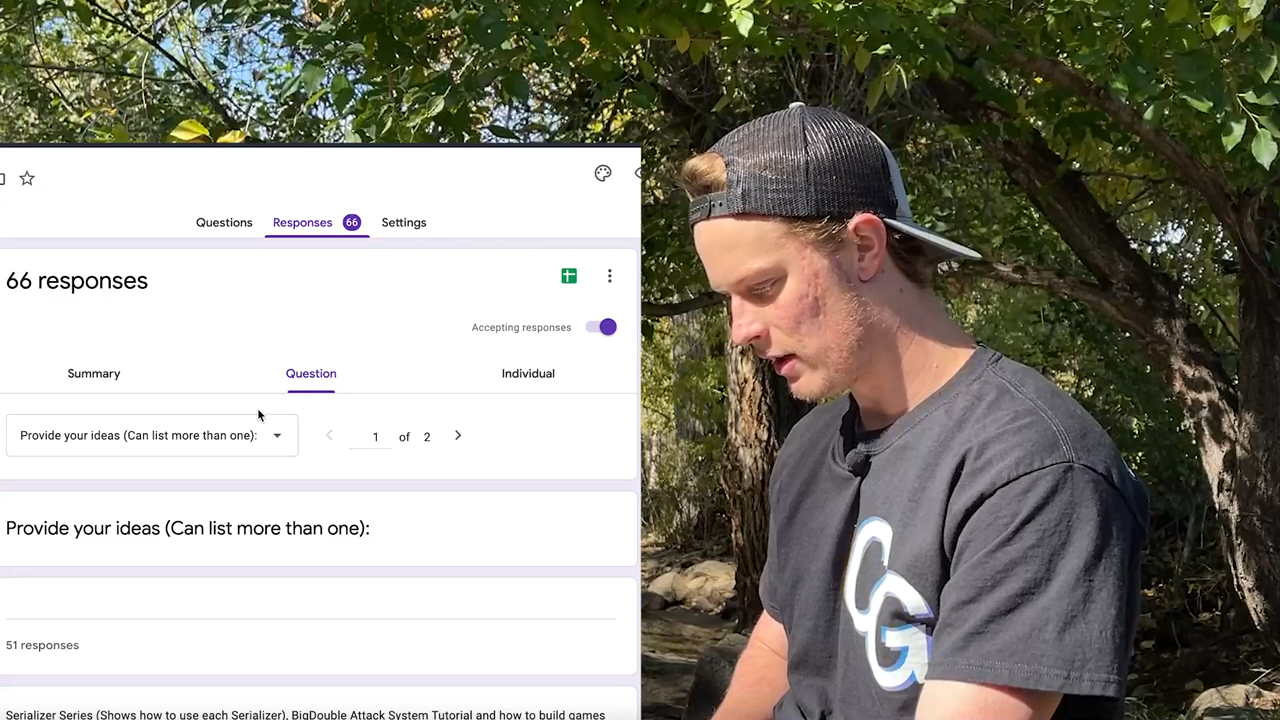 Questions Responses 66 Settings
66 responses
Accepting responses
Summary Question Individual
Provide your ideas (Can list more than one): 1 of 2
Provide your ideas (Can list more than one):
51 responses
Serializer Series (Shows how to use each Serializer), BigDouble Attack System Tutorial and how to build games
CG